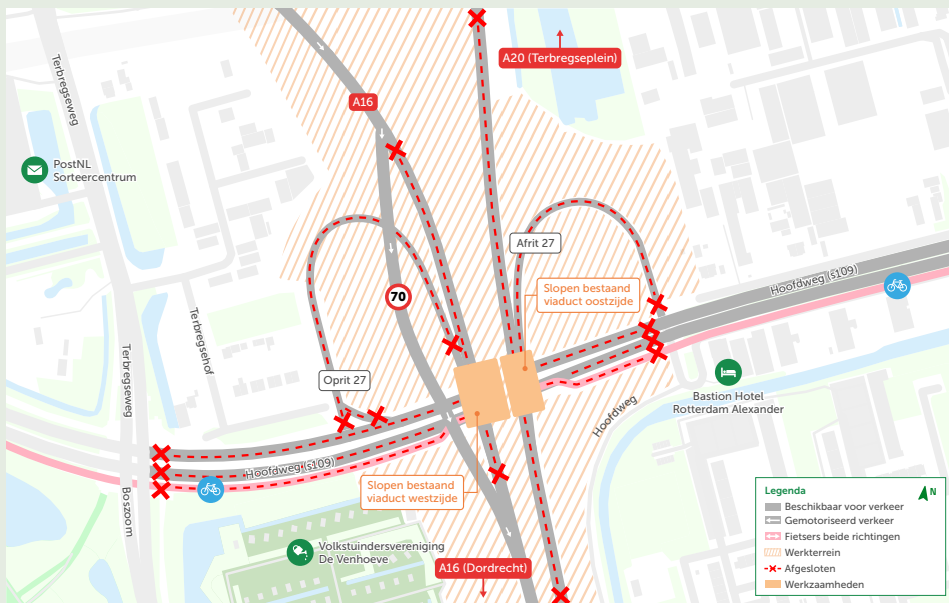 A20 (Terbregseplein)
Terbregseweg
A16
PostNL
Sorteercentrum
Afrit 27
Hoofdweg (s109)
Slopen bestaand
viaduct oostzijde
70
Terbregsehof
Terbregseweg
Oprit 27
Bastion Hotel
Rotterdam Alexander
Hoofdweg
Hoofdweg (s109)
Slopen bestaand
viaduct westzijde
Boszoom
Volkstuindersvereniging
De Venhoeve
A16 (Dordrecht)
Legenda
N
Beschikbaar voor verkeer
Gemotoriseerd verkeer
Fietsers beide richtingen
Werkterrein
Afgesloten
Werkzaamheden